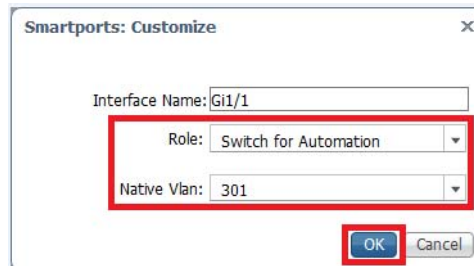 Smartports: Customize
Interface Name: Gi1/1
Role: Switch for Automation
Native Vlan: 301
OK Cancel